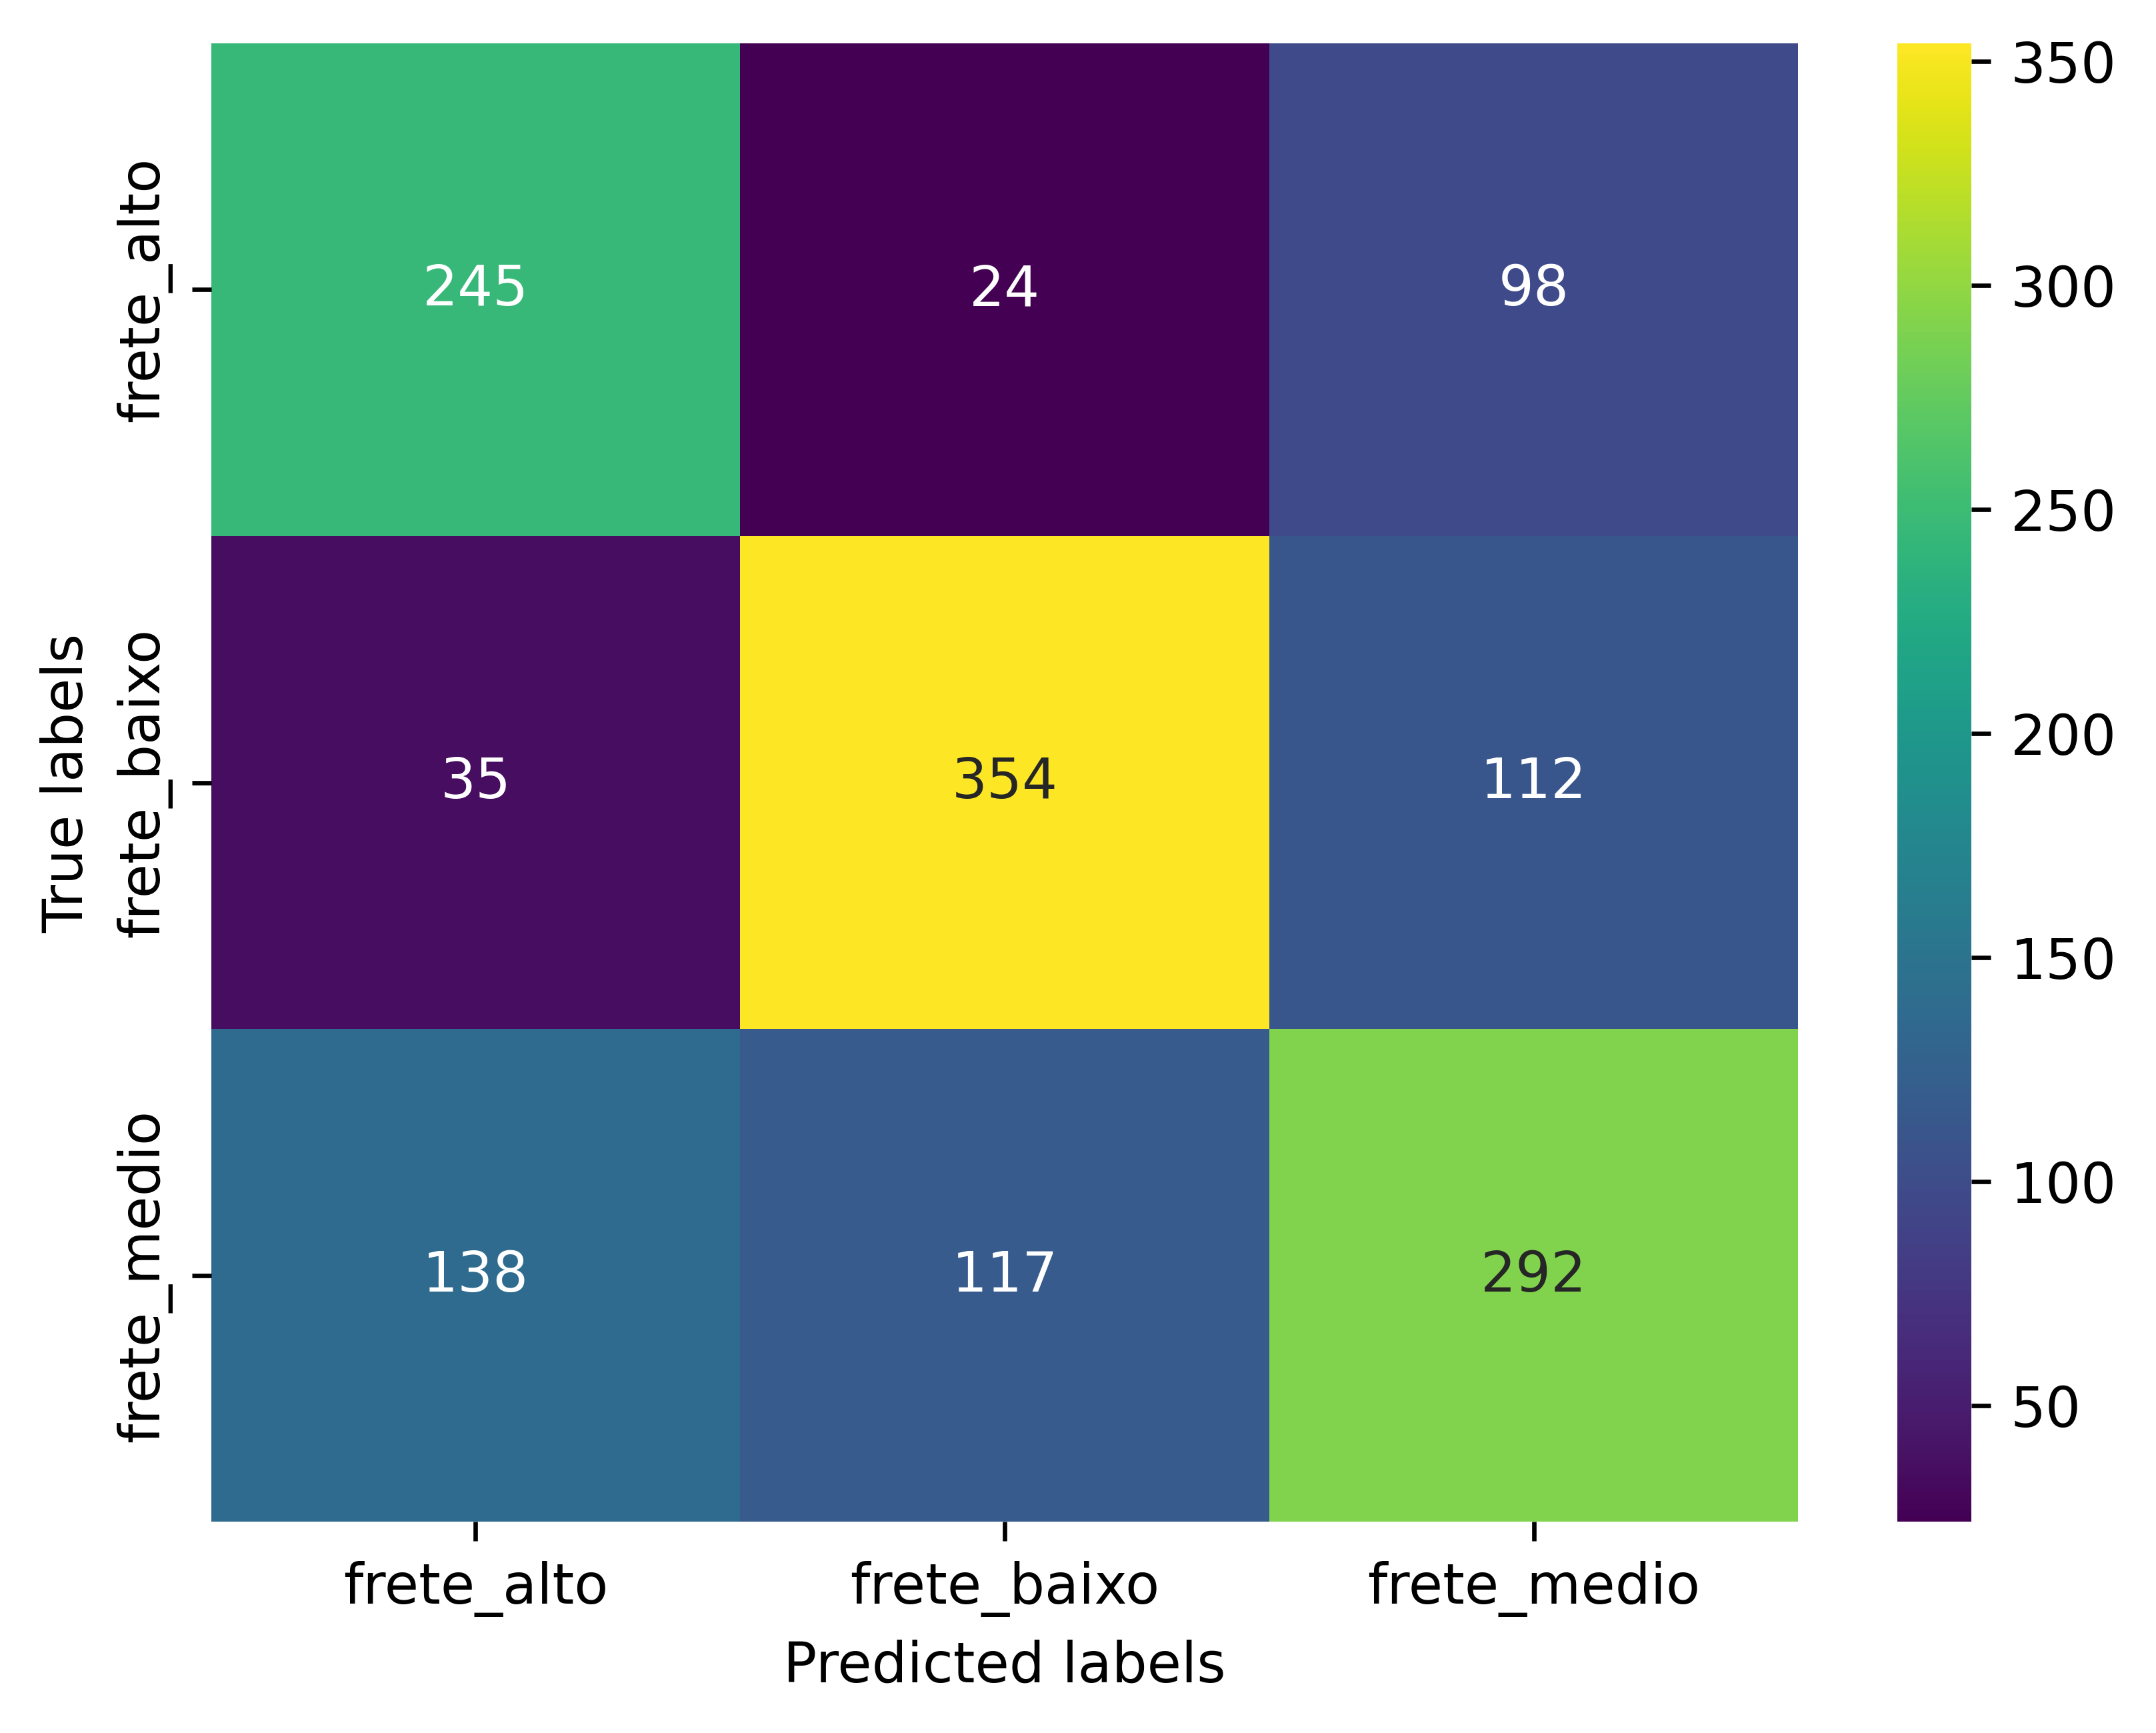 True labels
frete_alto
245 24 98
frete_baixo
35 354 112
frete_medio
138 117 292
frete_alto frete_baixo frete_medio
Predicted labels
350
300
250
200
150
100
50